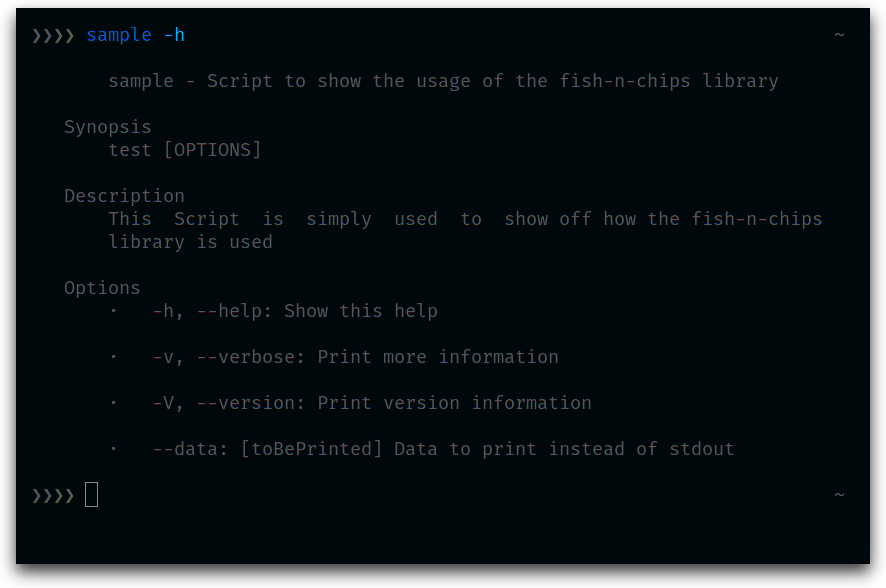 ❯❯❯❯ sample -h ~
sample - Script to show the usage of the fish-n-chips library
Synopsis
test [OPTIONS]
Description
This Script is simply used to show off how the fish-n-chips
library is used
Options
· -h, --help: Show this help
· -v, --verbose: Print more information
· -V, --version: Print version information
· --data: [toBePrinted] Data to print instead of stdout
❯❯❯❯ ~